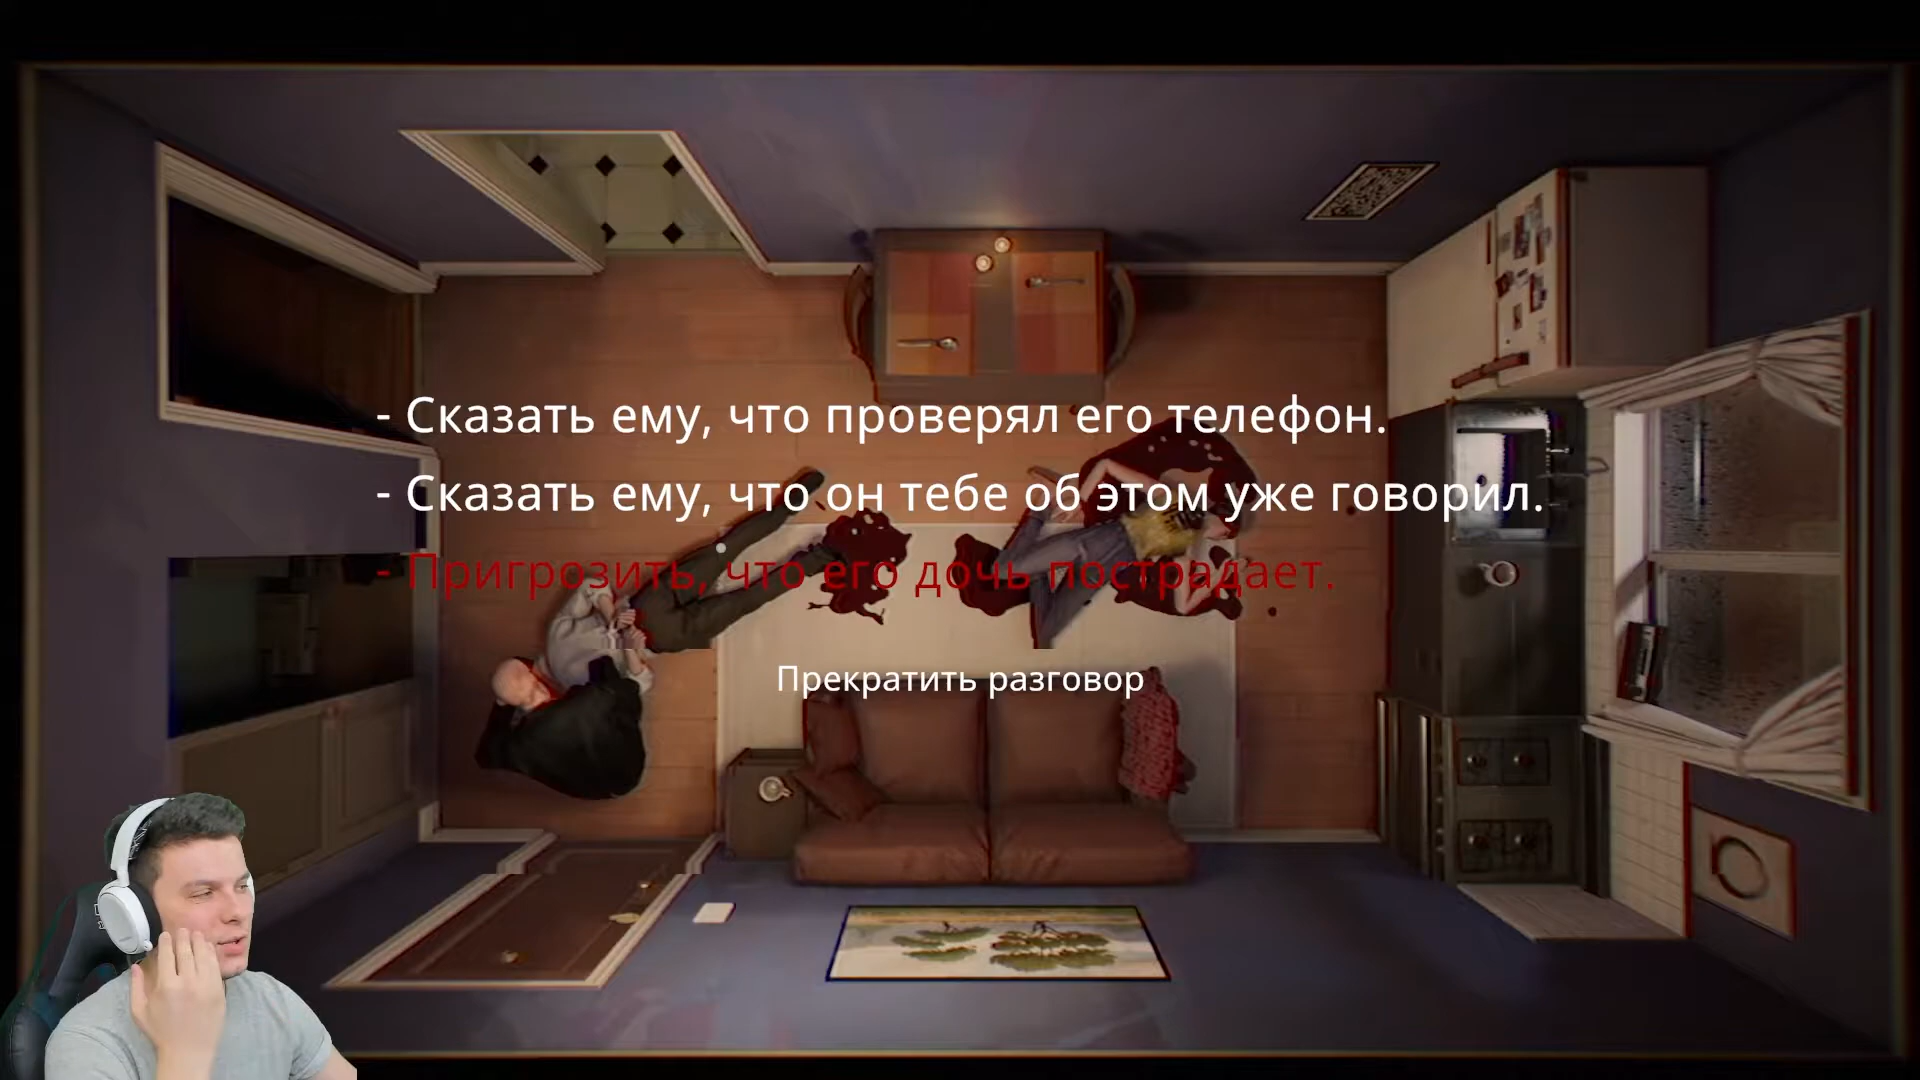 - Сказать ему, что проверял его телефон.
- Сказать ему, что он тебе об этом уже говорил.
- Пригрозить, что его дочь пострадает.
Прекратить разговор